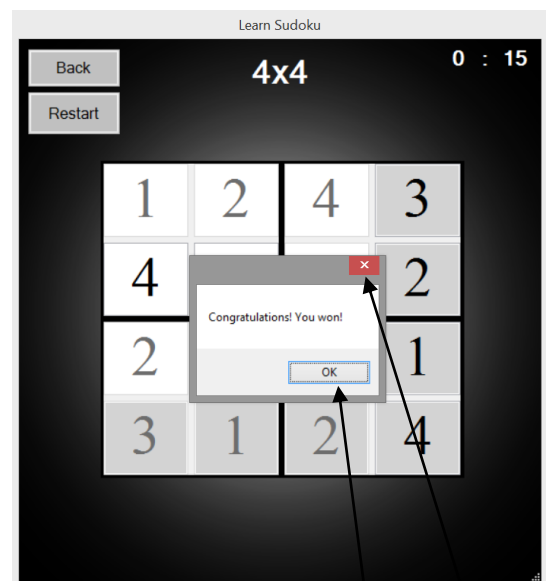 Learn Sudoku
Back 4x4 0 : 15
Restart
1 2 4 3
4 2
Congratulations! You won!
2 1
OK
3 1 2 4